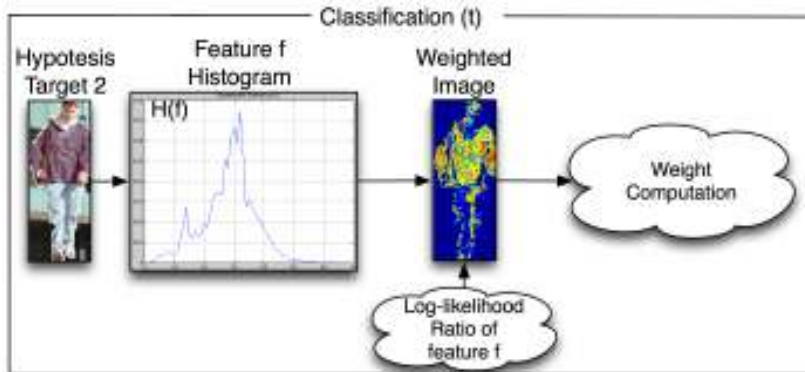 Classification (t)
Hypotesis
Target 2
Feature f
Histogram
H(f)
Weighted
Image
Weight
Computation
Log-likelihood
Ratio of
feature f